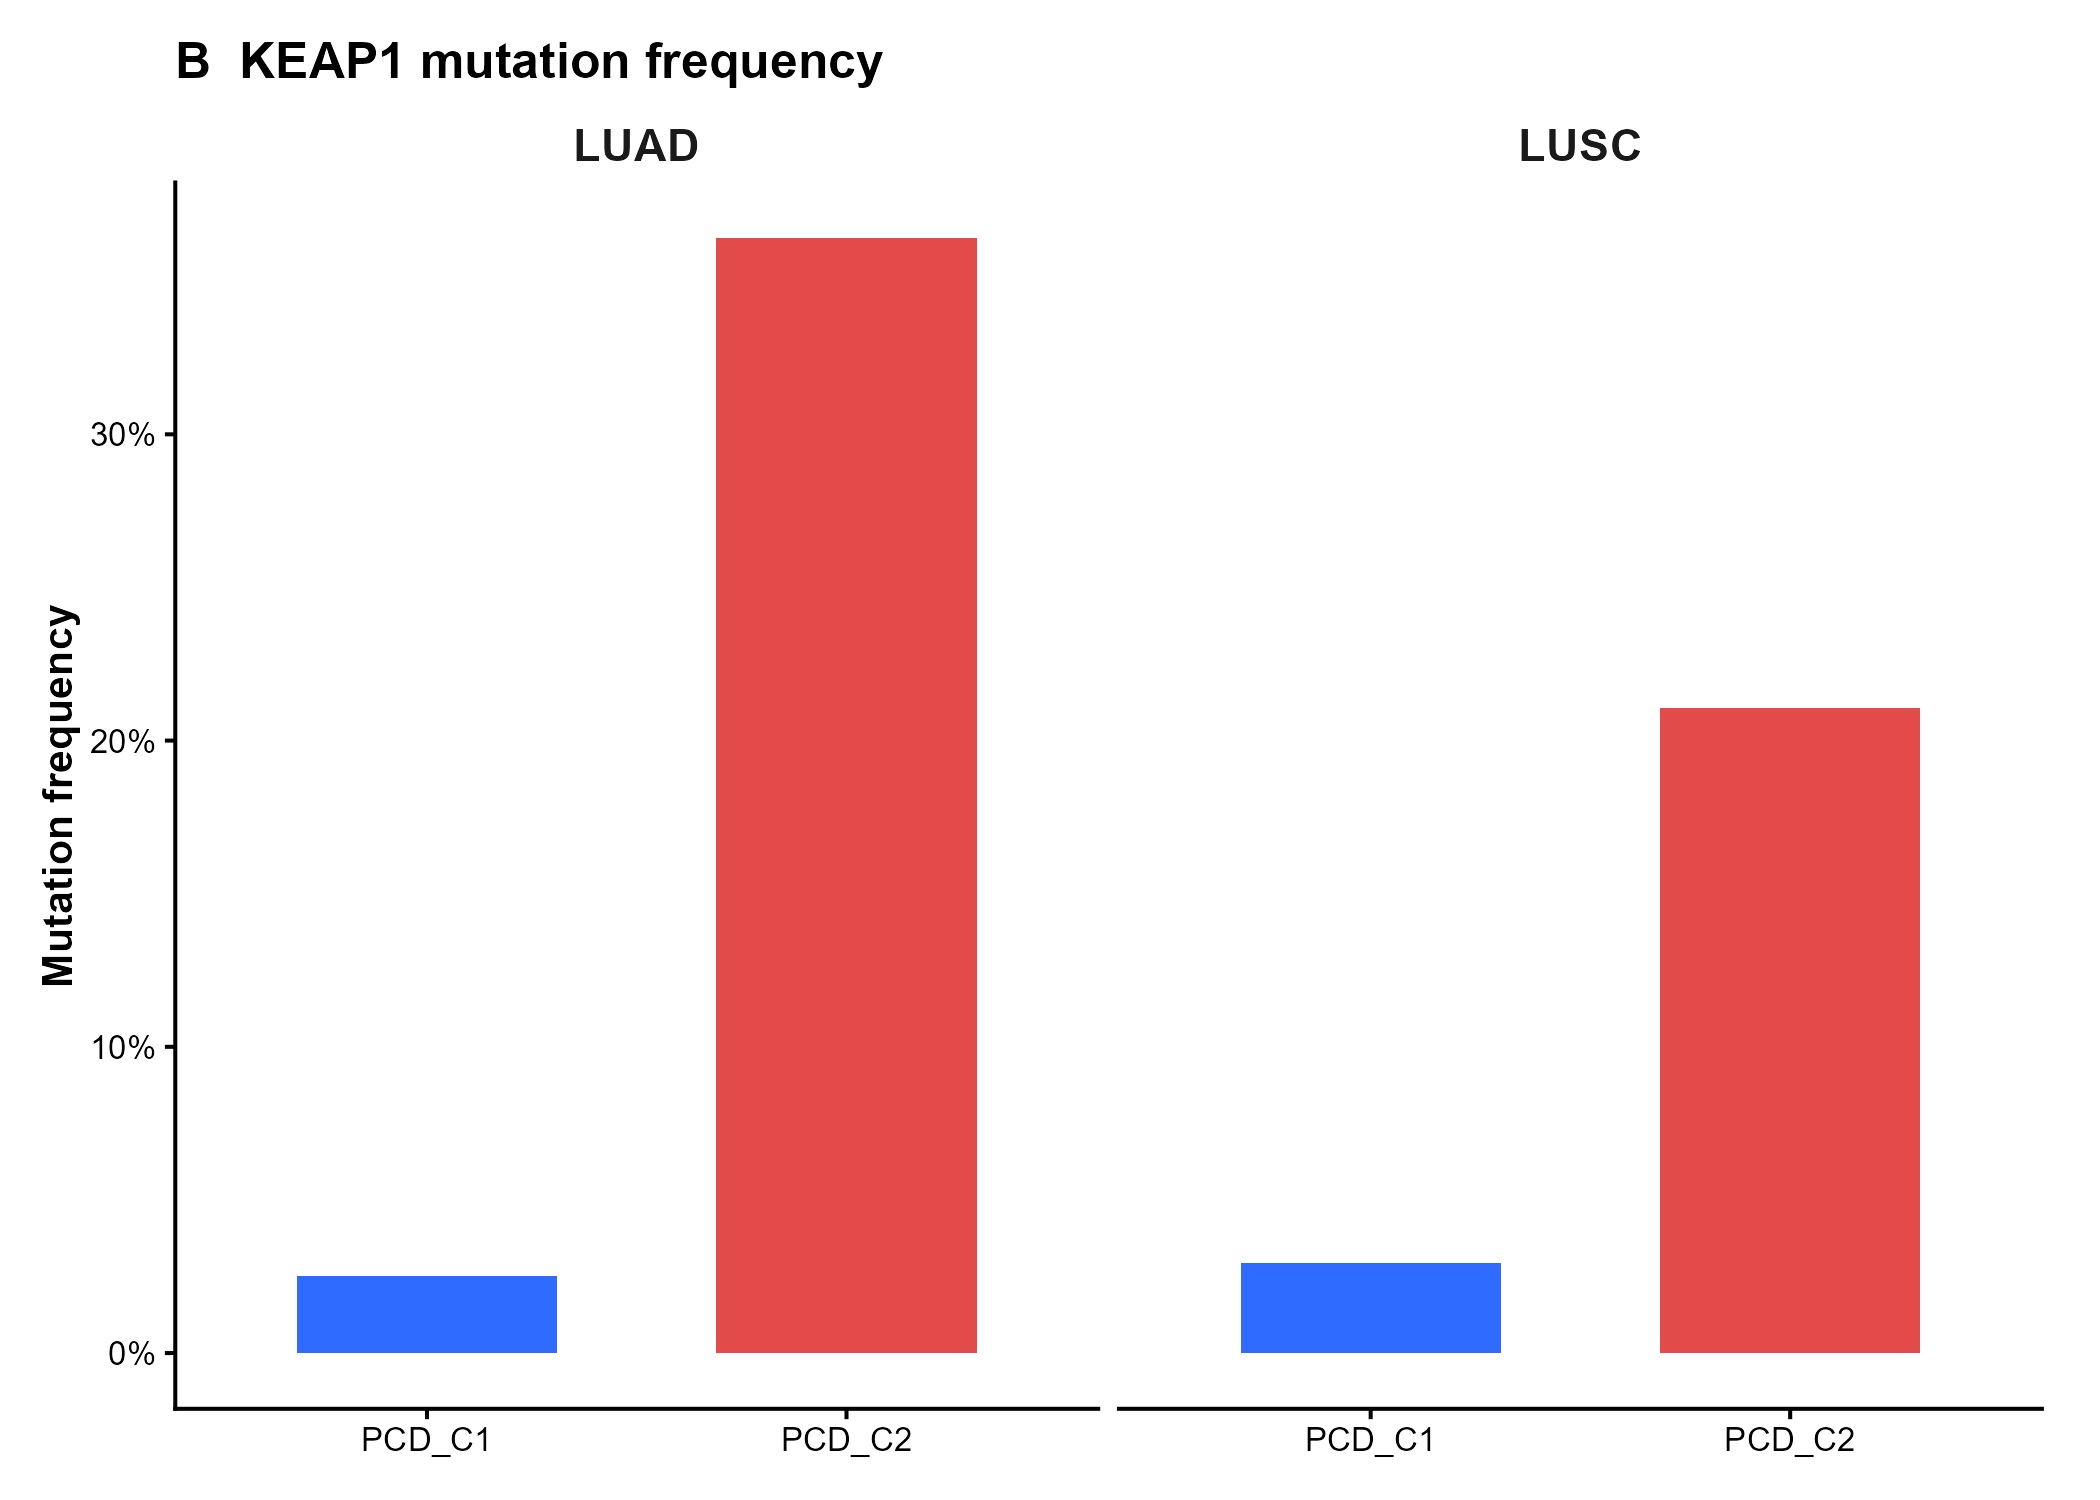 B KEAP1 mutation frequency
LUAD
LUSC
Mutation frequency
30%
20%
10%
0%
PCD_C1
PCD_C2
PCD_C1
PCD_C2